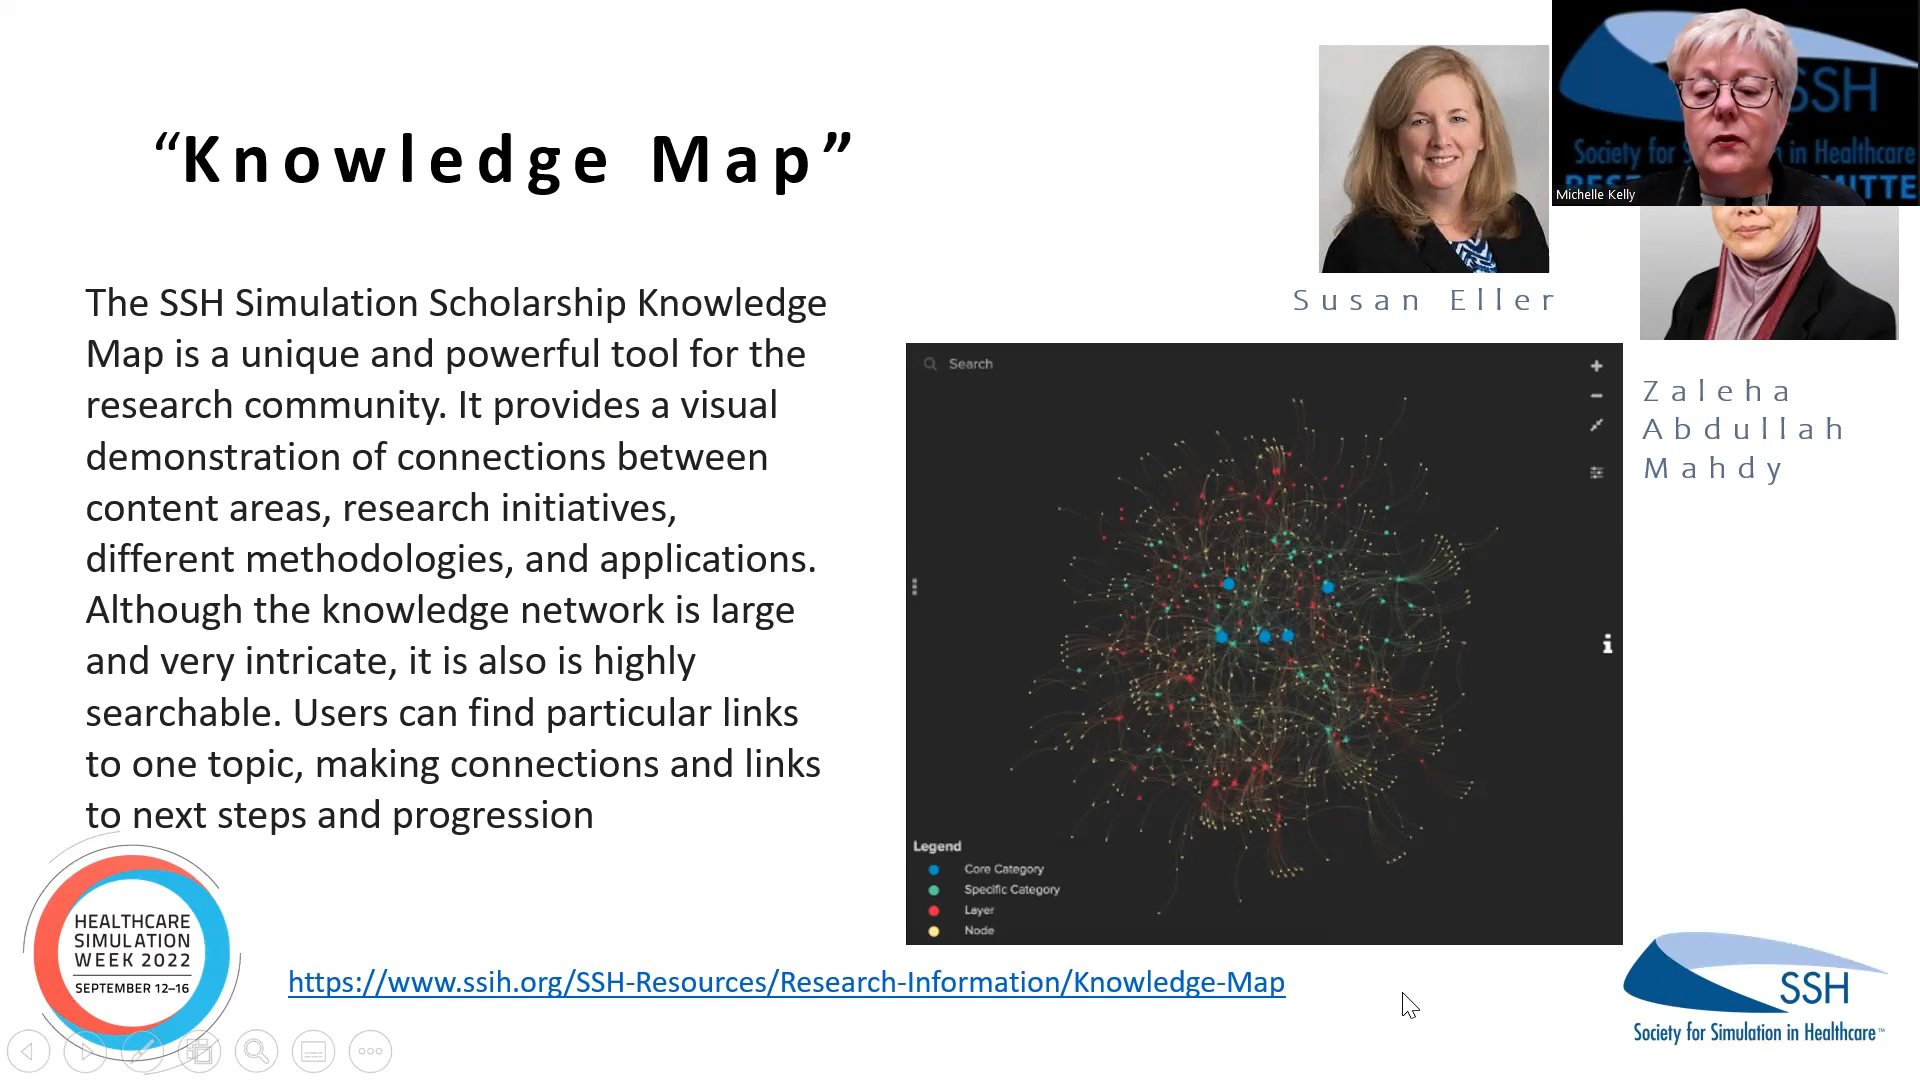 “Knowledge Map”
The SSH Simulation Scholarship Knowledge
Map is a unique and powerful tool for the
research community. It provides a visual
demonstration of connections between
content areas, research initiatives,
different methodologies, and applications.
Although the knowledge network is large
and very intricate, it is also is highly
searchable. Users can find particular links
to one topic, making connections and links
to next steps and progression
Susan Eller
SSH
Society for in Healthcare
Michelle Kelly
Zaleha
Abdullah
Mahdy
Search
Legend
Core Category
Specific Category
Layer
Node
HEALTHCARE
SIMULATION
WEEK 2022
SEPTEMBER 12–16
https://www.ssih.org/SSH-Resources/Research-Information/Knowledge-Map
SSH
Society for Simulation in Healthcare™